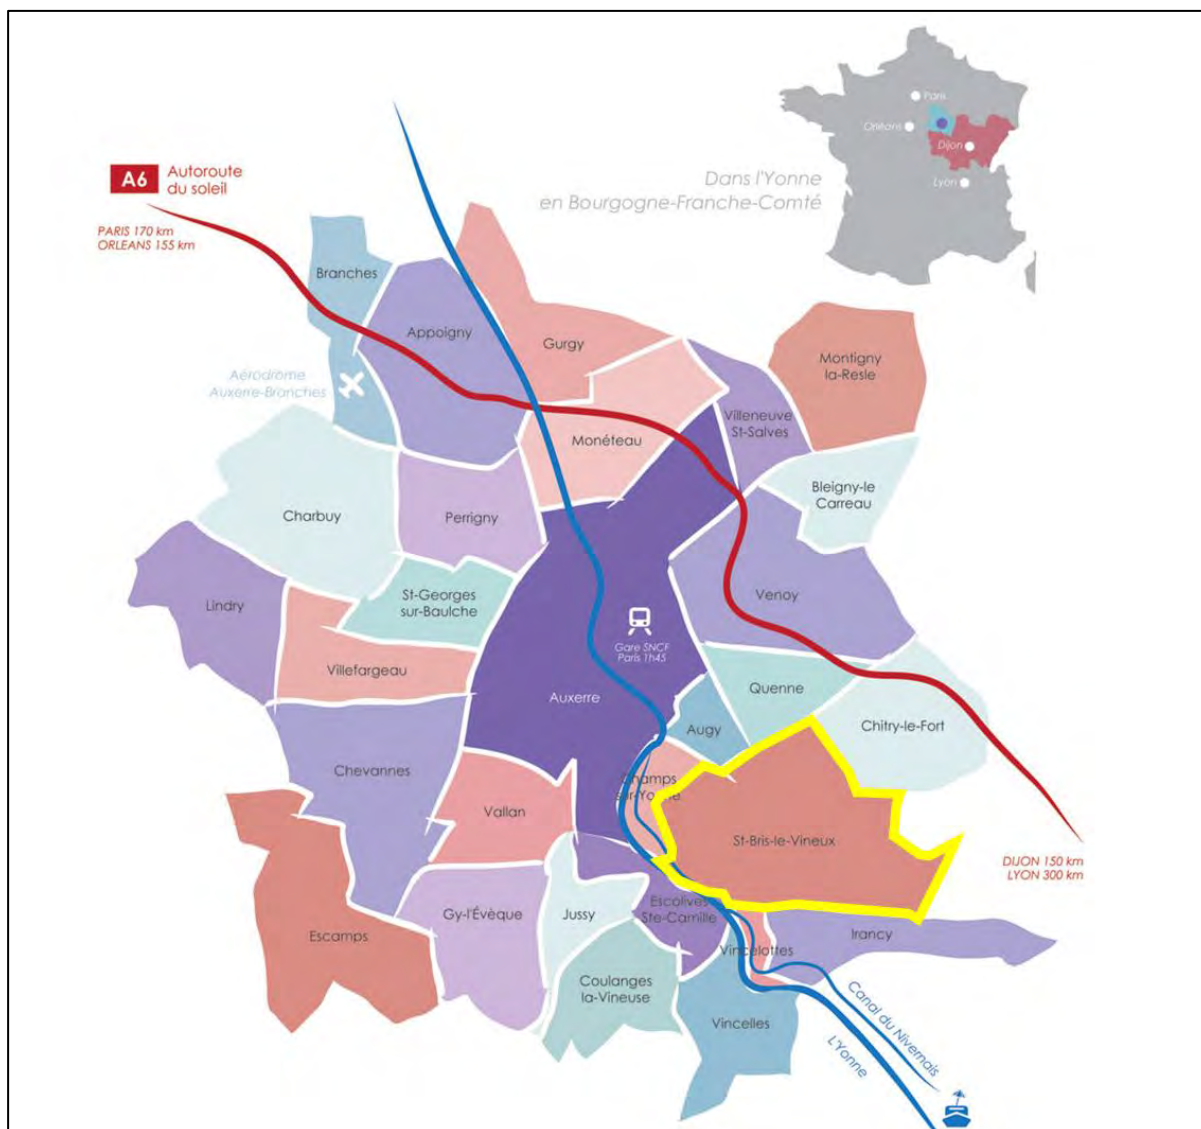 Paris
Orléans
Dijon
Lyon
Dans l'Yonne
en Bourgogne-Franche-Comté
A6
Autoroute
du soleil
PARIS 170 km
ORLEANS 155 km
Branches
Appoigny
Gurgy
Montigny
la-Resle
Aérodrome
Auxerre-Branches
Monéteau
Villeneuve
St-Salves
Bleigny-le
Carreau
Charbuy
Perrigny
St-Georges
sur-Baulche
Lindry
Venoy
Gare SNCF
Paris 1h45
Villefargeau
Auxerre
Quenne
Augy
Chitry-le-Fort
Chevannes
Champs
sur-Yonne
Vallan
St-Bris-le-Vineux
DIJON 150 km
LYON 300 km
Escamps
Gy-l'Évèque
Jussy
Escolives
Ste-Camille
Vincelottes
Irancy
Coulanges
la-Vineuse
Vincelles
Canal du Nivernais
L'Yonne